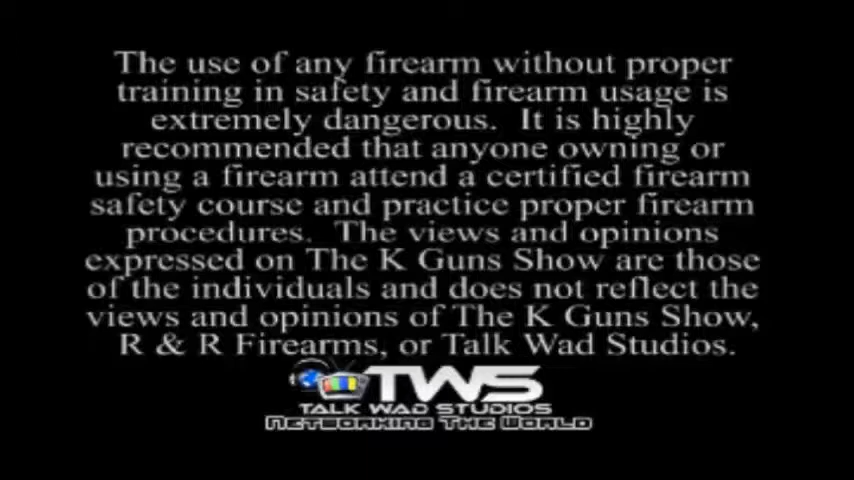 The use of any firearm without proper
training in safety and firearm usage is
extremely dangerous.  It is highly
recommended that anyone owning or
using a firearm attend a certified firearm
safety course and practice proper firearm
procedures.  The views and opinions
expressed on The K Guns Show are those
of the individuals and does not reflect the
views and opinions of The K Guns Show,
R & R Firearms, or Talk Wad Studios.
TWS
TALK WAD STUDIOS
NETWORKING THE WORLD